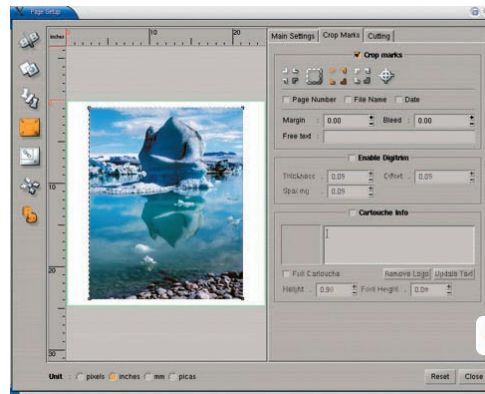 Page Setup
inches
10
20
Main Settings Crop Marks Cutting
Crop marks
Page Number File Name Date
Margin : 0.00 Bleed : 0.00
Free text :
Enable Digitrim
Thickness : 0.09 Offset : 0.09
Spacing : 0.09
Cartouche Info
Full Cartouche Remove Logo Update Text
Height : 0.90 Font Height :
0
10
20
30
Unit : pixels inches mm picas
Reset Close